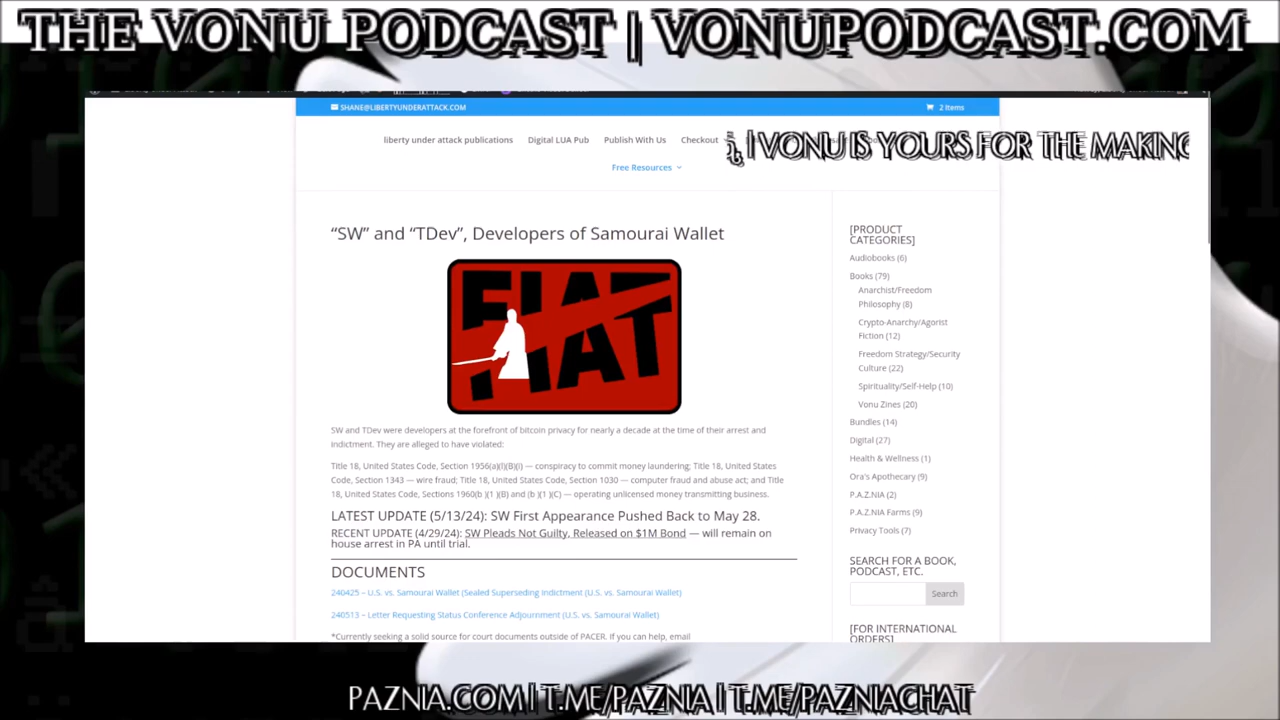 THE VONU PODCAST | VONUPODCAST.COM
SHANE@LIBERTYUNDERATTACK.COM
2 Items
liberty under attack publications
Digital LUA Pub
Publish With Us
Checkout
| VONU IS YOURS FOR THE MAKING
Free Resources
“SW” and “TDev”, Developers of Samourai Wallet
FIAT
SW and TDev were developers at the forefront of bitcoin privacy for nearly a decade at the time of their arrest and
indictment. They are alleged to have violated:
Title 18, United States Code, Section 1956(a)(i)(B)(i) — conspiracy to commit money laundering; Title 18, United States
Code, Section 1343 — wire fraud; Title 18, United States Code, Section 1030 — computer fraud and abuse act; and Title
18, United States Code, Sections 1960(b )(1 )(B) and (b )(1 )(C) — operating unlicensed money transmitting business.
LATEST UPDATE (5/13/24): SW First Appearance Pushed Back to May 28.
RECENT UPDATE (4/29/24): SW Pleads Not Guilty, Released on $1M Bond — will remain on
house arrest in PA until trial.
DOCUMENTS
240425 – U.S. vs. Samourai Wallet (Sealed Superseding Indictment (U.S. vs. Samourai Wallet)
240513 – Letter Requesting Status Conference Adjournment (U.S. vs. Samourai Wallet)
*Currently seeking a solid source for court documents outside of PACER. If you can help, email
[PRODUCT
CATEGORIES]
Audiobooks (6)
Books (79)
Anarchist/Freedom
Philosophy (8)
Crypto-Anarchy/Agorist
Fiction (12)
Freedom Strategy/Security
Culture (22)
Spirituality/Self-Help (10)
Vonu Zines (20)
Bundles (14)
Digital (27)
Health & Wellness (1)
Ora's Apothecary (9)
P.A.Z.NIA (2)
P.A.Z.NIA Farms (9)
Privacy Tools (7)
SEARCH FOR A BOOK,
PODCAST, ETC.
Search
[FOR INTERNATIONAL
ORDERS]
PAZNIA.COM | T.ME/PAZNIA | T.ME/PAZNIACHAT